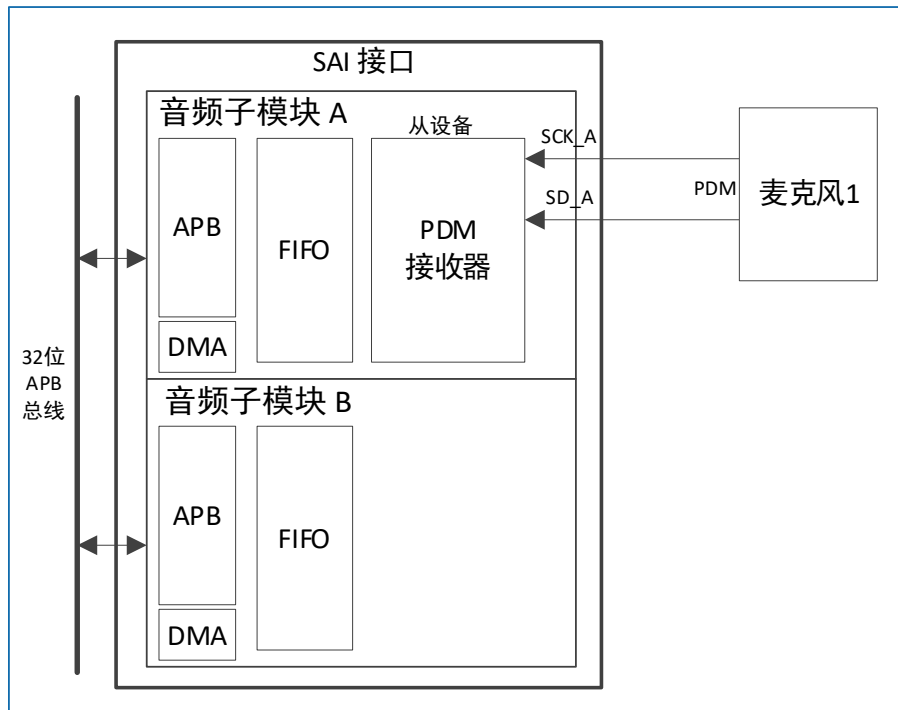 SAI 接口
音频子模块 A
从设备
SCK_A
SD_A
PDM
麦克风1
APB
FIFO
PDM
接收器
DMA
32位
APB
总线
音频子模块 B
APB
FIFO
DMA